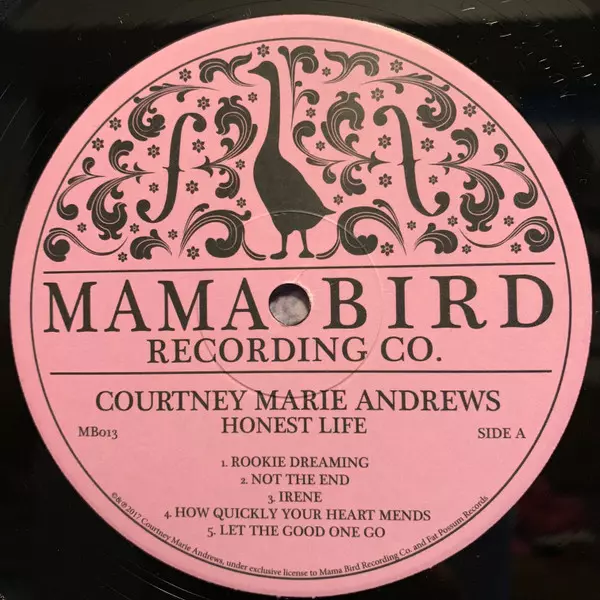 MAMA BIRD
RECORDING CO.
COURTNEY MARIE ANDREWS
HONEST LIFE
MB013
SIDE A
1. ROOKIE DREAMING
2. NOT THE END
3. IRENE
4. HOW QUICKLY YOUR HEART MENDS
5. LET THE GOOD ONE GO
©&℗ 2017 Courtney Marie Andrews, under exclusive license to Mama Bird Recording Co. and Fat Possum Records